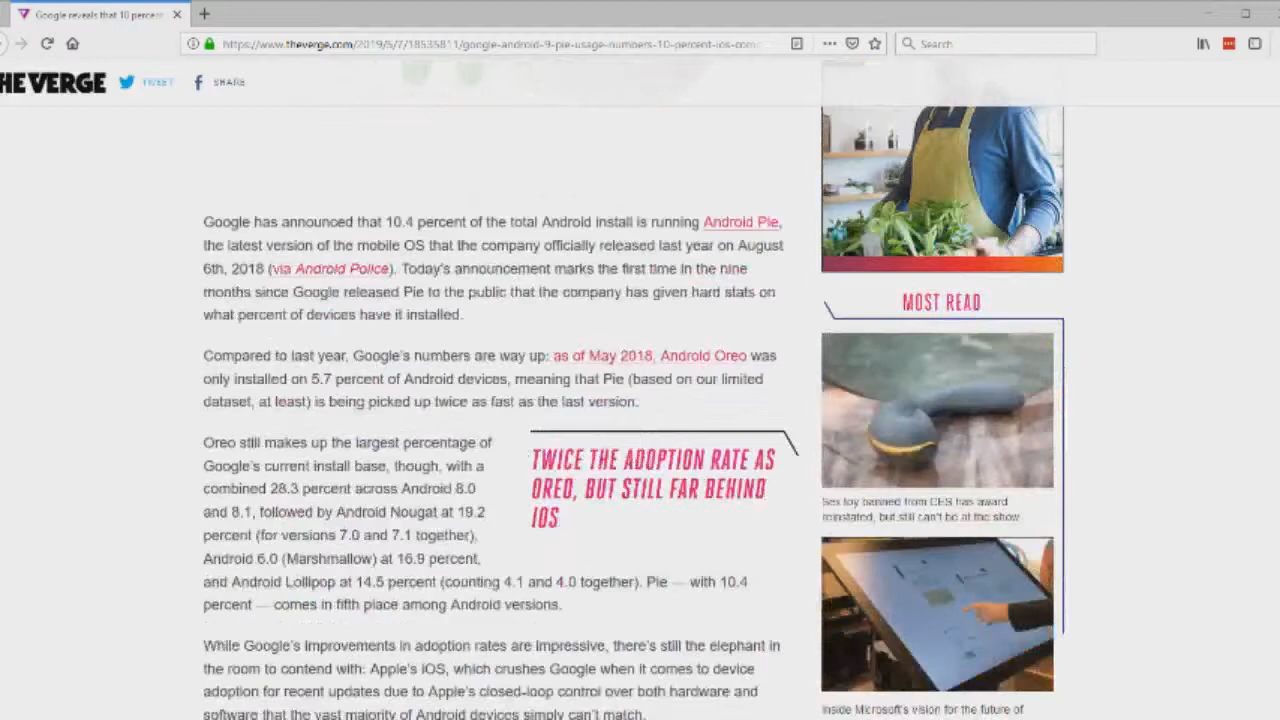 Google reveals that 10 percent
https://www.theverge.com/2019/5/7/18535811/google-android-9-pie-usage-numbers-10-percent-ios-com
Search
HE VERGE TWEET SHARE
Google has announced that 10.4 percent of the total Android install is running Android Pie,
the latest version of the mobile OS that the company officially released last year on August
6th, 2018 (via Android Police). Today's announcement marks the first time in the nine
months since Google released Pie to the public that the company has given hard stats on
what percent of devices have it installed.
Compared to last year, Google's numbers are way up: as of May 2018, Android Oreo was
only installed on 5.7 percent of Android devices, meaning that Pie (based on our limited
dataset, at least) is being picked up twice as fast as the last version.
Oreo still makes up the largest percentage of
Google's current install base, though, with a
combined 28.3 percent across Android 8.0
and 8.1, followed by Android Nougat at 19.2
percent (for versions 7.0 and 7.1 together),
Android 6.0 (Marshmallow) at 16.9 percent,
and Android Lollipop at 14.5 percent (counting 4.1 and 4.0 together). Pie — with 10.4
percent — comes in fifth place among Android versions.
TWICE THE ADOPTION RATE AS
OREO, BUT STILL FAR BEHIND
IOS
While Google's improvements in adoption rates are impressive, there's still the elephant in
the room to contend with: Apple's iOS, which crushes Google when it comes to device
adoption for recent updates due to Apple's closed-loop control over both hardware and
software that the vast majority of Android devices simply can't match.
MOST READ
Sex toy banned from CES has award
reinstated, but still can't be at the show
Inside Microsoft's vision for the future of